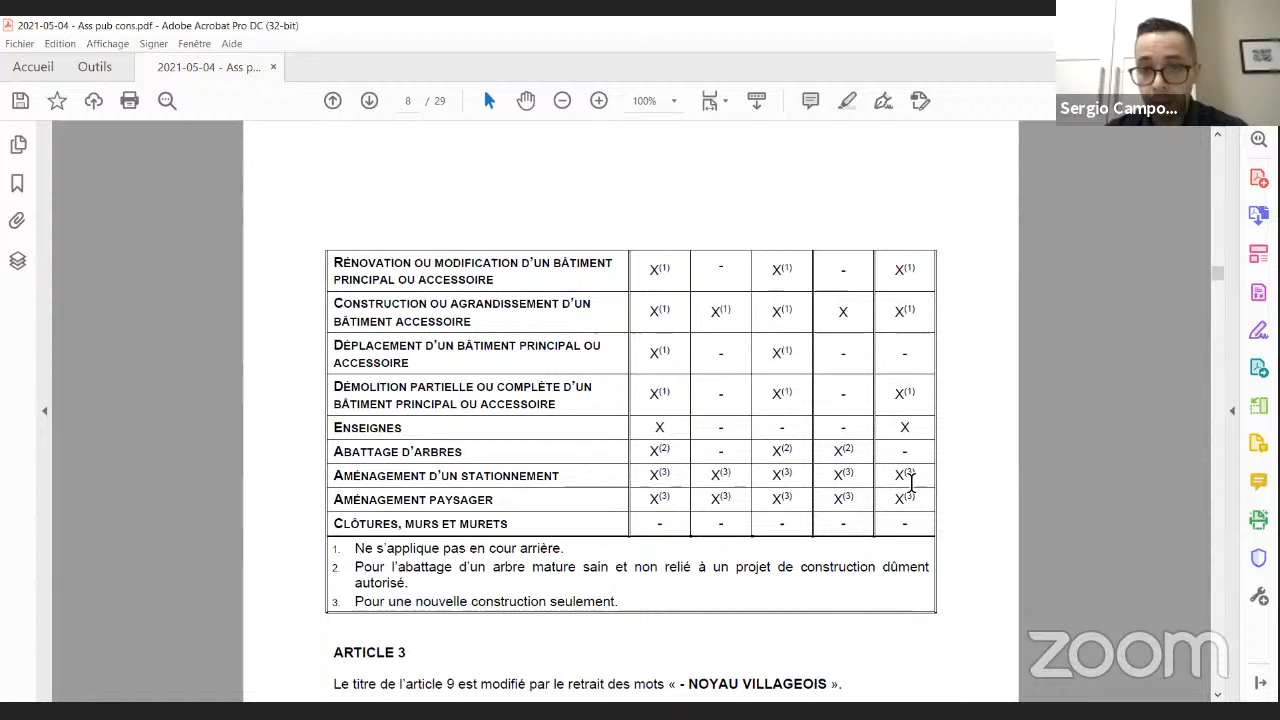 2021-05-04 - Ass pub cons.pdf - Adobe Acrobat Pro DC (32-bit)
Fichier Edition Affichage Signer Fenêtre Aide
Accueil Outils 2021-05-04 - Ass p... ×
8 / 29 100%
Sergio Campo...
RÉNOVATION OU MODIFICATION D'UN BÂTIMENT
PRINCIPAL OU ACCESSOIRE X(1) - X(1) - X(1)
CONSTRUCTION OU AGRANDISSEMENT D'UN
BÂTIMENT ACCESSOIRE X(1) X(1) X(1) X X(1)
DÉPLACEMENT D'UN BÂTIMENT PRINCIPAL OU
ACCESSOIRE X(1) - X(1) - -
DÉMOLITION PARTIELLE OU COMPLÈTE D'UN
BÂTIMENT PRINCIPAL OU ACCESSOIRE X(1) - X(1) - X(1)
ENSEIGNES X - - - X
ABATTAGE D'ARBRES X(2) - X(2) X(2) -
AMÉNAGEMENT D'UN STATIONNEMENT X(3) X(3) X(3) X(3) X(3)
AMÉNAGEMENT PAYSAGER X(3) X(3) X(3) X(3) X(3)
CLÔTURES, MURS ET MURETS - - - - -
1. Ne s'applique pas en cour arrière.
2. Pour l'abattage d'un arbre mature sain et non relié à un projet de construction dûment
autorisé.
3. Pour une nouvelle construction seulement.
ARTICLE 3
Le titre de l'article 9 est modifié par le retrait des mots « - NOYAU VILLAGEOIS ».
zoom